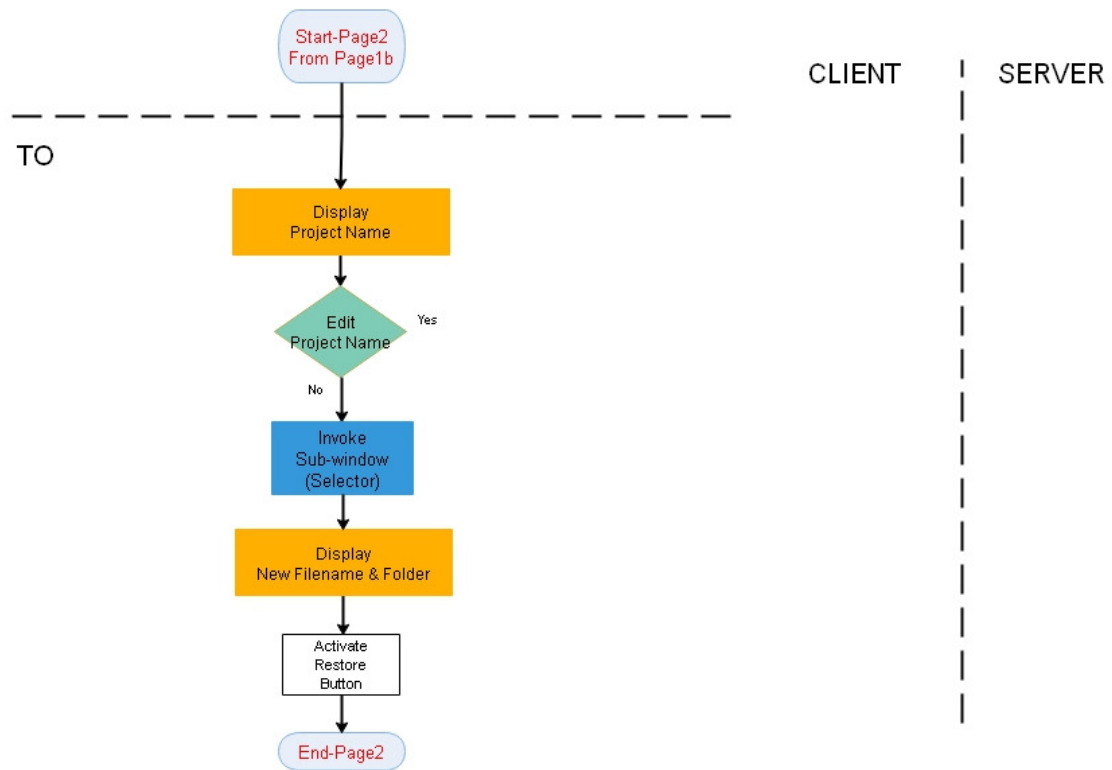 Start-Page2
From Page1b
CLIENT
SERVER
TO
Display
Project Name
Edit
Project Name
Yes
No
Invoke
Sub-window
(Selector)
Display
New Filename & Folder
Activate
Restore
Button
End-Page2